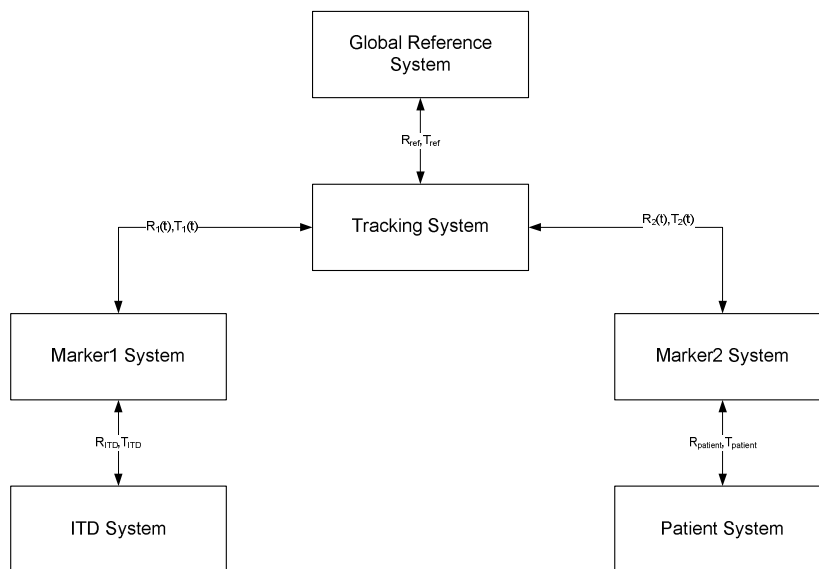 Global Reference
System
R_ref,T_ref
Tracking System
R_1(t),T_1(t)
R_2(t),T_2(t)
Marker1 System
Marker2 System
R_ITD,T_ITD
R_patient,T_patient
ITD System
Patient System